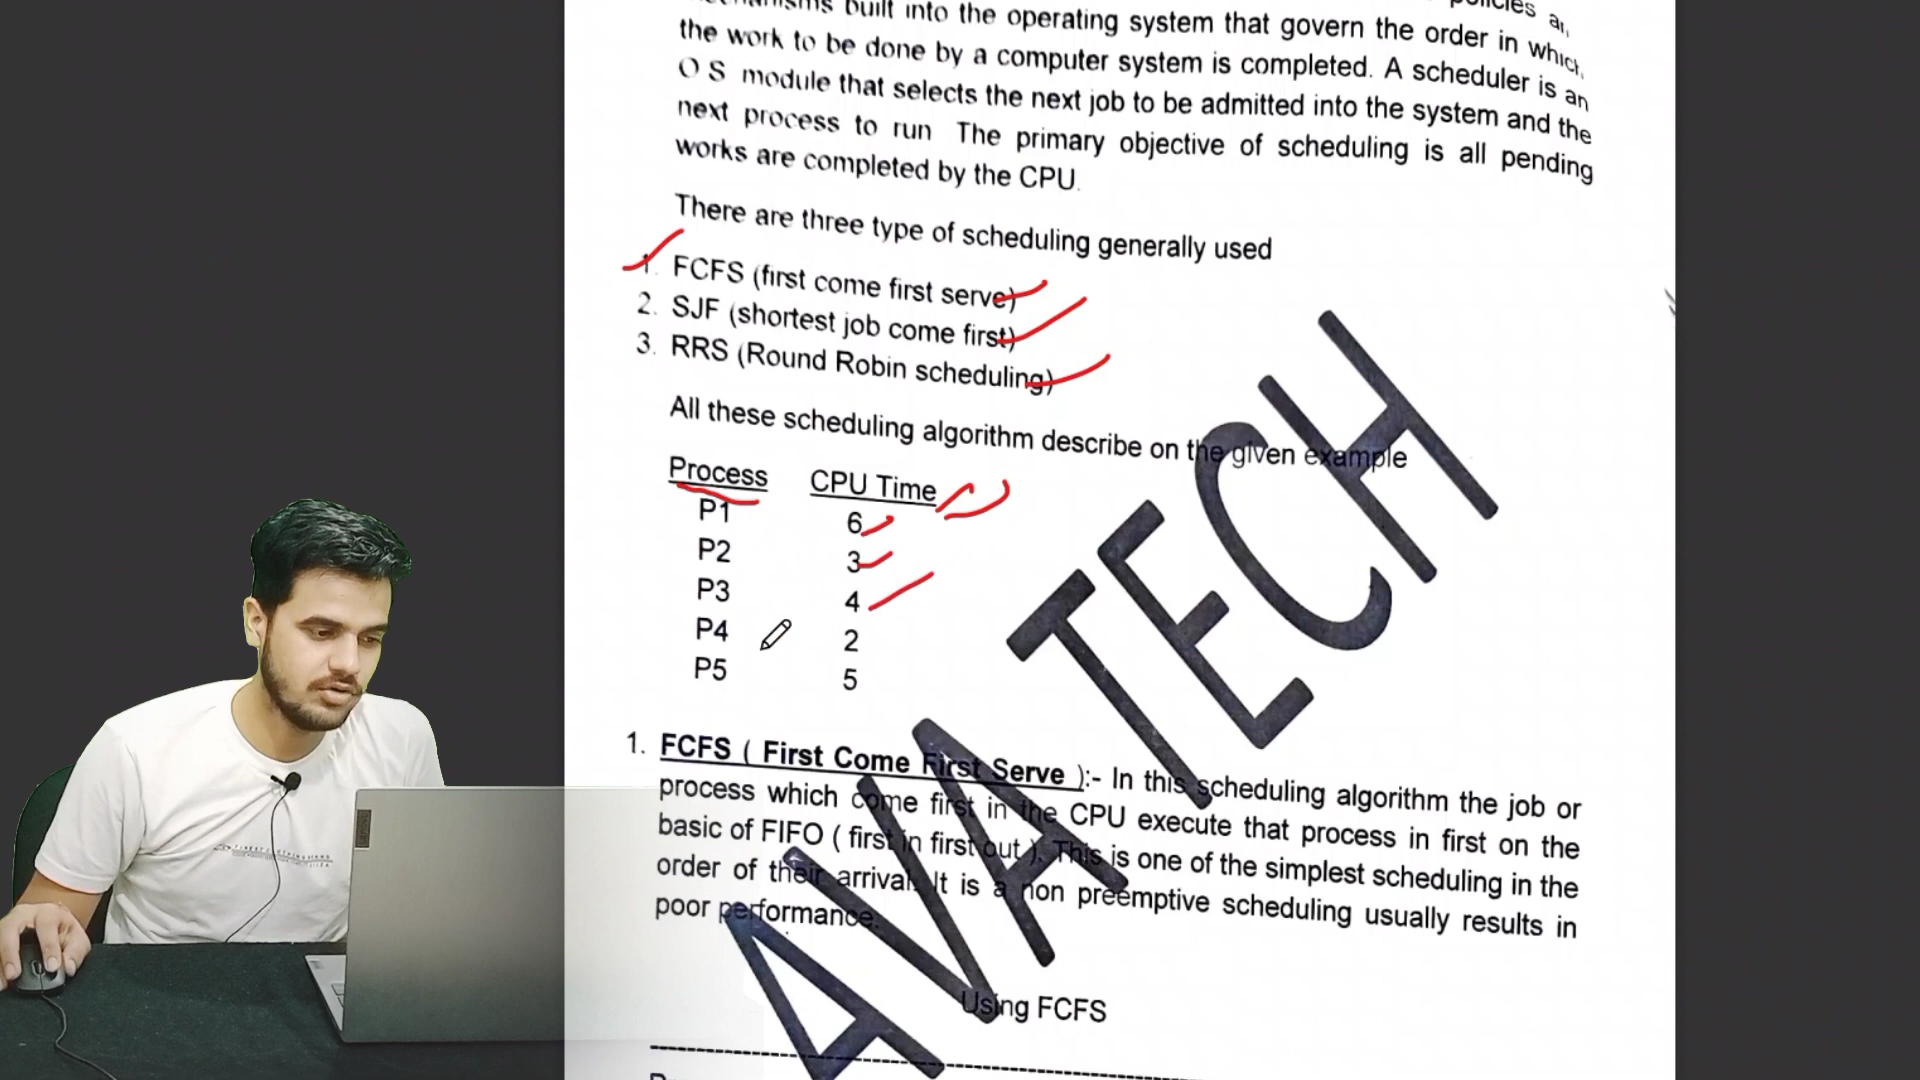 built into the operating system that govern the order in
the work to be done by a computer system is completed. A scheduler is an
O S module that selects the next job to be admitted into the system and the
next process to run The primary objective of scheduling is all pending
works are completed by the CPU.
There are three type of scheduling generally used
1. FCFS (first come first serve)
2. SJF (shortest job come first)
3. RRS (Round Robin scheduling)
All these scheduling algorithm describe on the given example
Process CPU Time
P1 6
P2 3
P3 4
P4 2
P5 5
1. FCFS ( First Come First Serve ):- In this scheduling algorithm the job or
process which come first in the CPU execute that process in first on the
basic of FIFO ( first in first out ). This is one of the simplest scheduling in the
order of their arrival. It is a non preemptive scheduling usually results in
poor performance.
Using FCFS
AVATECH